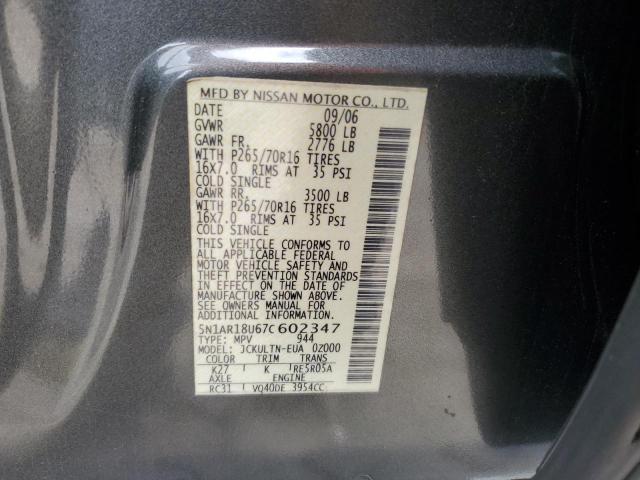 MFD BY NISSAN MOTOR CO., LTD.
DATE 09/06
GVWR 5800 LB
GAWR FR. 2776 LB
WITH P265/70R16 TIRES
16X7.0 RIMS AT 35 PSI
COLD SINGLE
GAWR RR. 3500 LB
WITH P265/70R16 TIRES
16X7.0 RIMS AT 35 PSI
COLD SINGLE
THIS VEHICLE CONFORMS TO
ALL APPLICABLE FEDERAL
MOTOR VEHICLE SAFETY AND
THEFT PREVENTION STANDARDS
IN EFFECT ON THE DATE OF
MANUFACTURE SHOWN ABOVE.
SEE OWNERS MANUAL FOR
ADDITIONAL INFORMATION.
5N1AR18U67C602347
TYPE: MPV 944
MODEL: JCKULTN-EUA 0Z000
COLOR TRIM TRANS
K27 K RE5R05A
AXLE ENGINE
RC31 VQ40DE 3954CC